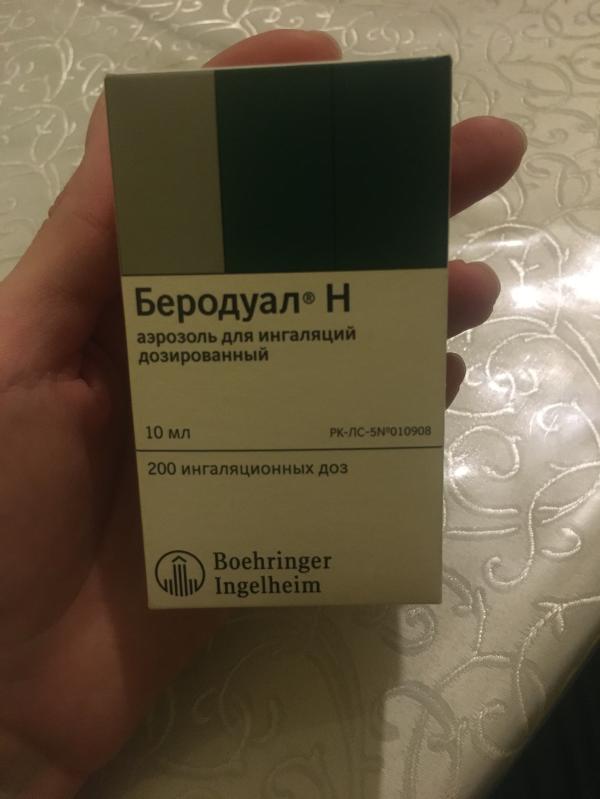 Беродуал® Н
аэрозоль для ингаляций
дозированный
10 мл
РК-ЛС-5№010908
200 ингаляционных доз
Boehringer
Ingelheim